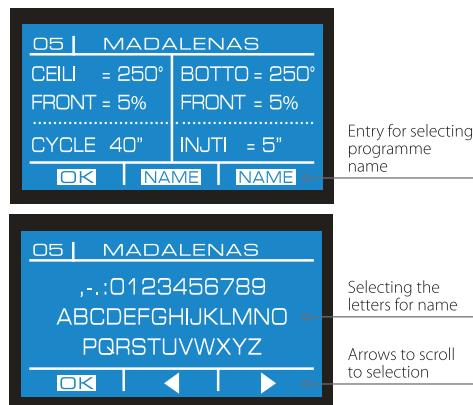 05 | MADALENAS
CEILI = 250° BOTTO = 250°
FRONT = 5% FRONT = 5%
CYCLE 40" INJTI = 5"
OK NAME NAME
Entry for selecting
programme
name
05 | MADALENAS
,-.:0123456789
ABCDEFGHIJKLMNO
PQRSTUVWXYZ
OK
Selecting the
letters for name
Arrows to scroll
to selection